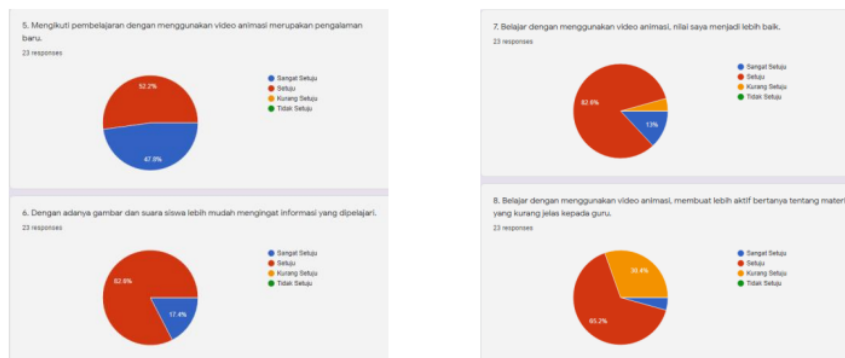 5. Mengikuti pembelajaran dengan menggunakan video animasi merupakan pengalaman
baru.
23 responses
52.2%
47.8%
Sangat Setuju
Setuju
Kurang Setuju
Tidak Setuju
6. Dengan adanya gambar dan suara siswa lebih mudah mengingat informasi yang dipelajari.
23 responses
82.6%
17.4%
Sangat Setuju
Setuju
Kurang Setuju
Tidak Setuju
7. Belajar dengan menggunakan video animasi, nilai saya menjadi lebih baik.
23 responses
82.6%
13%
Sangat Setuju
Setuju
Kurang Setuju
Tidak Setuju
8. Belajar dengan menggunakan video animasi, membuat lebih aktif bertanya tentang materi
yang kurang jelas kepada guru.
23 responses
30.4%
65.2%
Sangat Setuju
Setuju
Kurang Setuju
Tidak Setuju